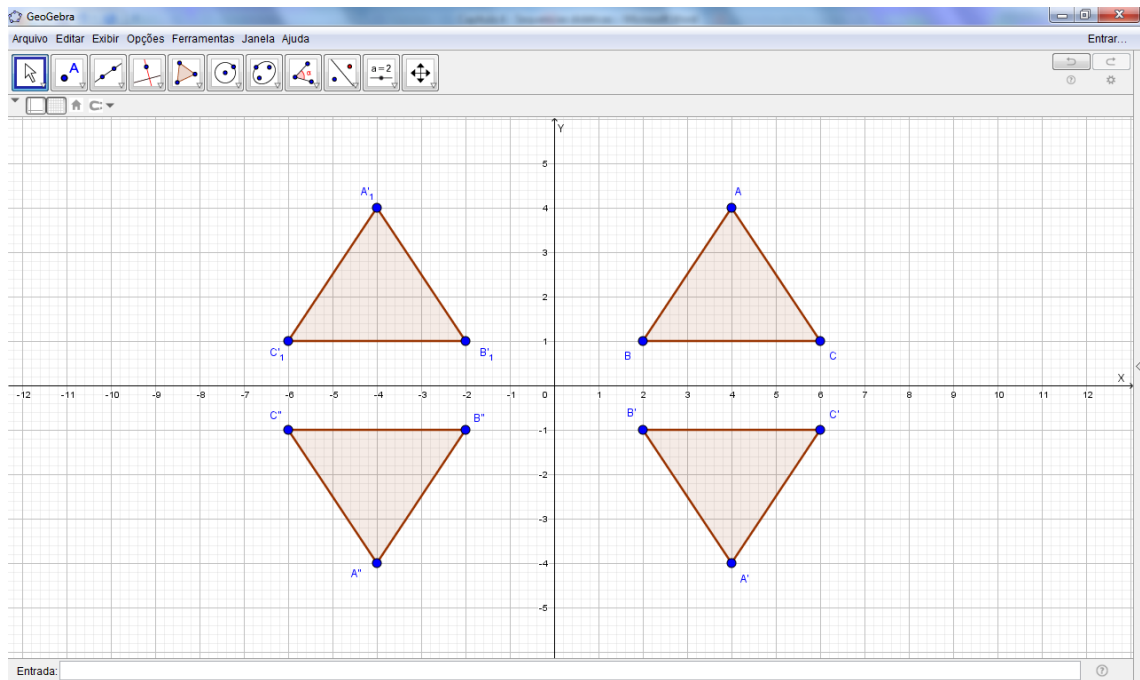 GeoGebra
Arquivo Editar Exibir Opções Ferramentas Janela Ajuda
Entrar...
A
α
a=2
Y
5
A'₁
A
4
3
2
C'₁
B'₁
1
B
C
X
-12 -11 -10 -9 -8 -7 -6 -5 -4 -3 -2 -1 0 1 2 3 4 5 6 7 8 9 10 11 12
C" B" B' C'
-1
-2
-3
-4
A" A'
-5
Entrada: